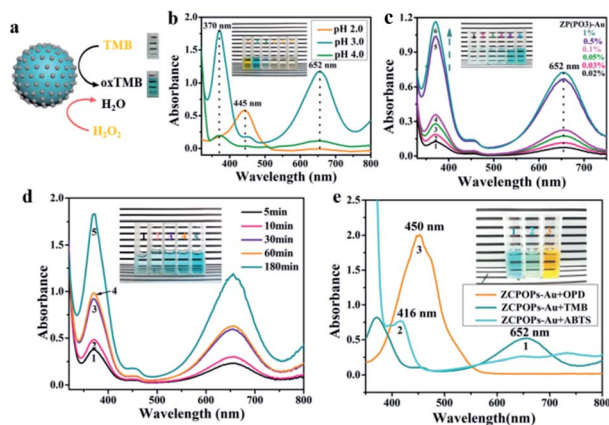 a
TMB
oxTMB
H₂O
H₂O₂
b
370 nm
pH 2.0
pH 3.0
pH 4.0
652 nm
445 nm
Absorbance
2.0
1.5
1.0
0.5
0.0
400 500 600 700 800
Wavelength (nm)
c
ZP(PO3)-Au
1%
0.5%
0.1%
0.05%
0.03%
0.02%
652 nm
6
5
4
3
1
Absorbance
1.2
0.9
0.6
0.3
0.0
400 500 600 700
Wavelength (nm)
d
5min
10min
30min
60min
180min
5
4
3
1
Absorbance
2.0
1.5
1.0
0.5
0.0
400 500 600 700 800
Wavelength (nm)
e
450 nm
3
416 nm
2
652 nm
1
ZCPOPs-Au+OPD
ZCPOPs-Au+TMB
ZCPOPs-Au+ABTS
Absorbance
2.5
2.0
1.5
1.0
0.5
0.0
400 500 600 700 800
Wavelength(nm)